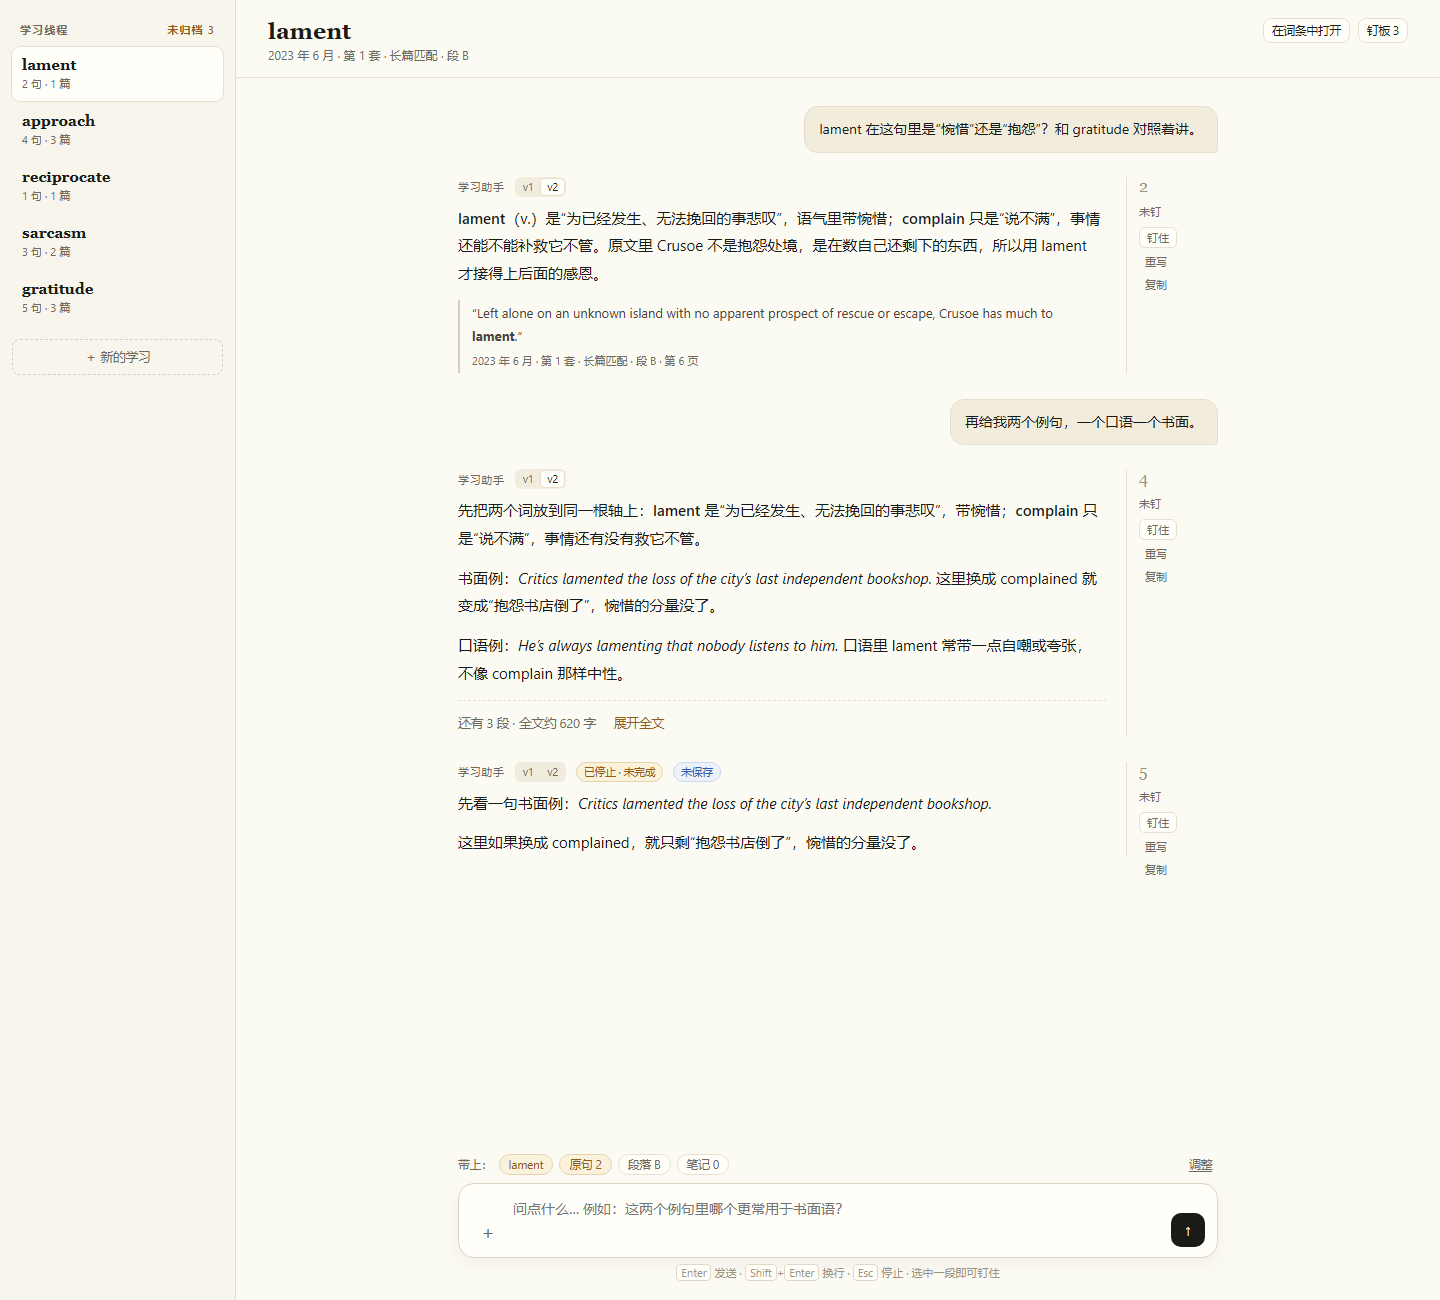 学习线程 未归档 3
lament
2 句 · 1 篇
approach
4 句 · 3 篇
reciprocate
1 句 · 1 篇
sarcasm
3 句 · 2 篇
gratitude
5 句 · 3 篇
+ 新的学习
lament
2023 年 6 月 · 第 1 套 · 长篇匹配 · 段 B
在词条中打开 钉板 3
lament 在这句里是“惋惜”还是“抱怨”？和 gratitude 对照着讲。
学习助手 v1 v2
lament（v.）是“为已经发生、无法挽回的事悲叹”，语气里带惋惜；complain 只是“说不满”，事情
还能不能补救它不管。原文里 Crusoe 不是抱怨处境，是在数自己还剩下的东西，所以用 lament
才接得上后面的感恩。
“Left alone on an unknown island with no apparent prospect of rescue or escape, Crusoe has much to
lament.”
2023 年 6 月 · 第 1 套 · 长篇匹配 · 段 B · 第 6 页
2
未钉
钉住
重写
复制
再给我两个例句，一个口语一个书面。
学习助手 v1 v2
先把两个词放到同一根轴上：lament 是“为已经发生、无法挽回的事悲叹”，带惋惜；complain 只
是“说不满”，事情还有没有救它不管。
书面例：Critics lamented the loss of the city’s last independent bookshop. 这里换成 complained 就
变成“抱怨书店倒了”，惋惜的分量没了。
口语例：He’s always lamenting that nobody listens to him. 口语里 lament 常带一点自嘲或夸张，
不像 complain 那样中性。
还有 3 段 · 全文约 620 字 展开全文
4
未钉
钉住
重写
复制
学习助手 v1 v2 已停止 · 未完成 未保存
先看一句书面例：Critics lamented the loss of the city’s last independent bookshop.
这里如果换成 complained，就只剩“抱怨书店倒了”，惋惜的分量没了。
5
未钉
钉住
重写
复制
带上： lament 原句 2 段落 B 笔记 0 调整
问点什么… 例如：这两个例句里哪个更常用于书面语？
+ ↑
Enter 发送 · Shift+Enter 换行 · Esc 停止 · 选中一段即可钉住